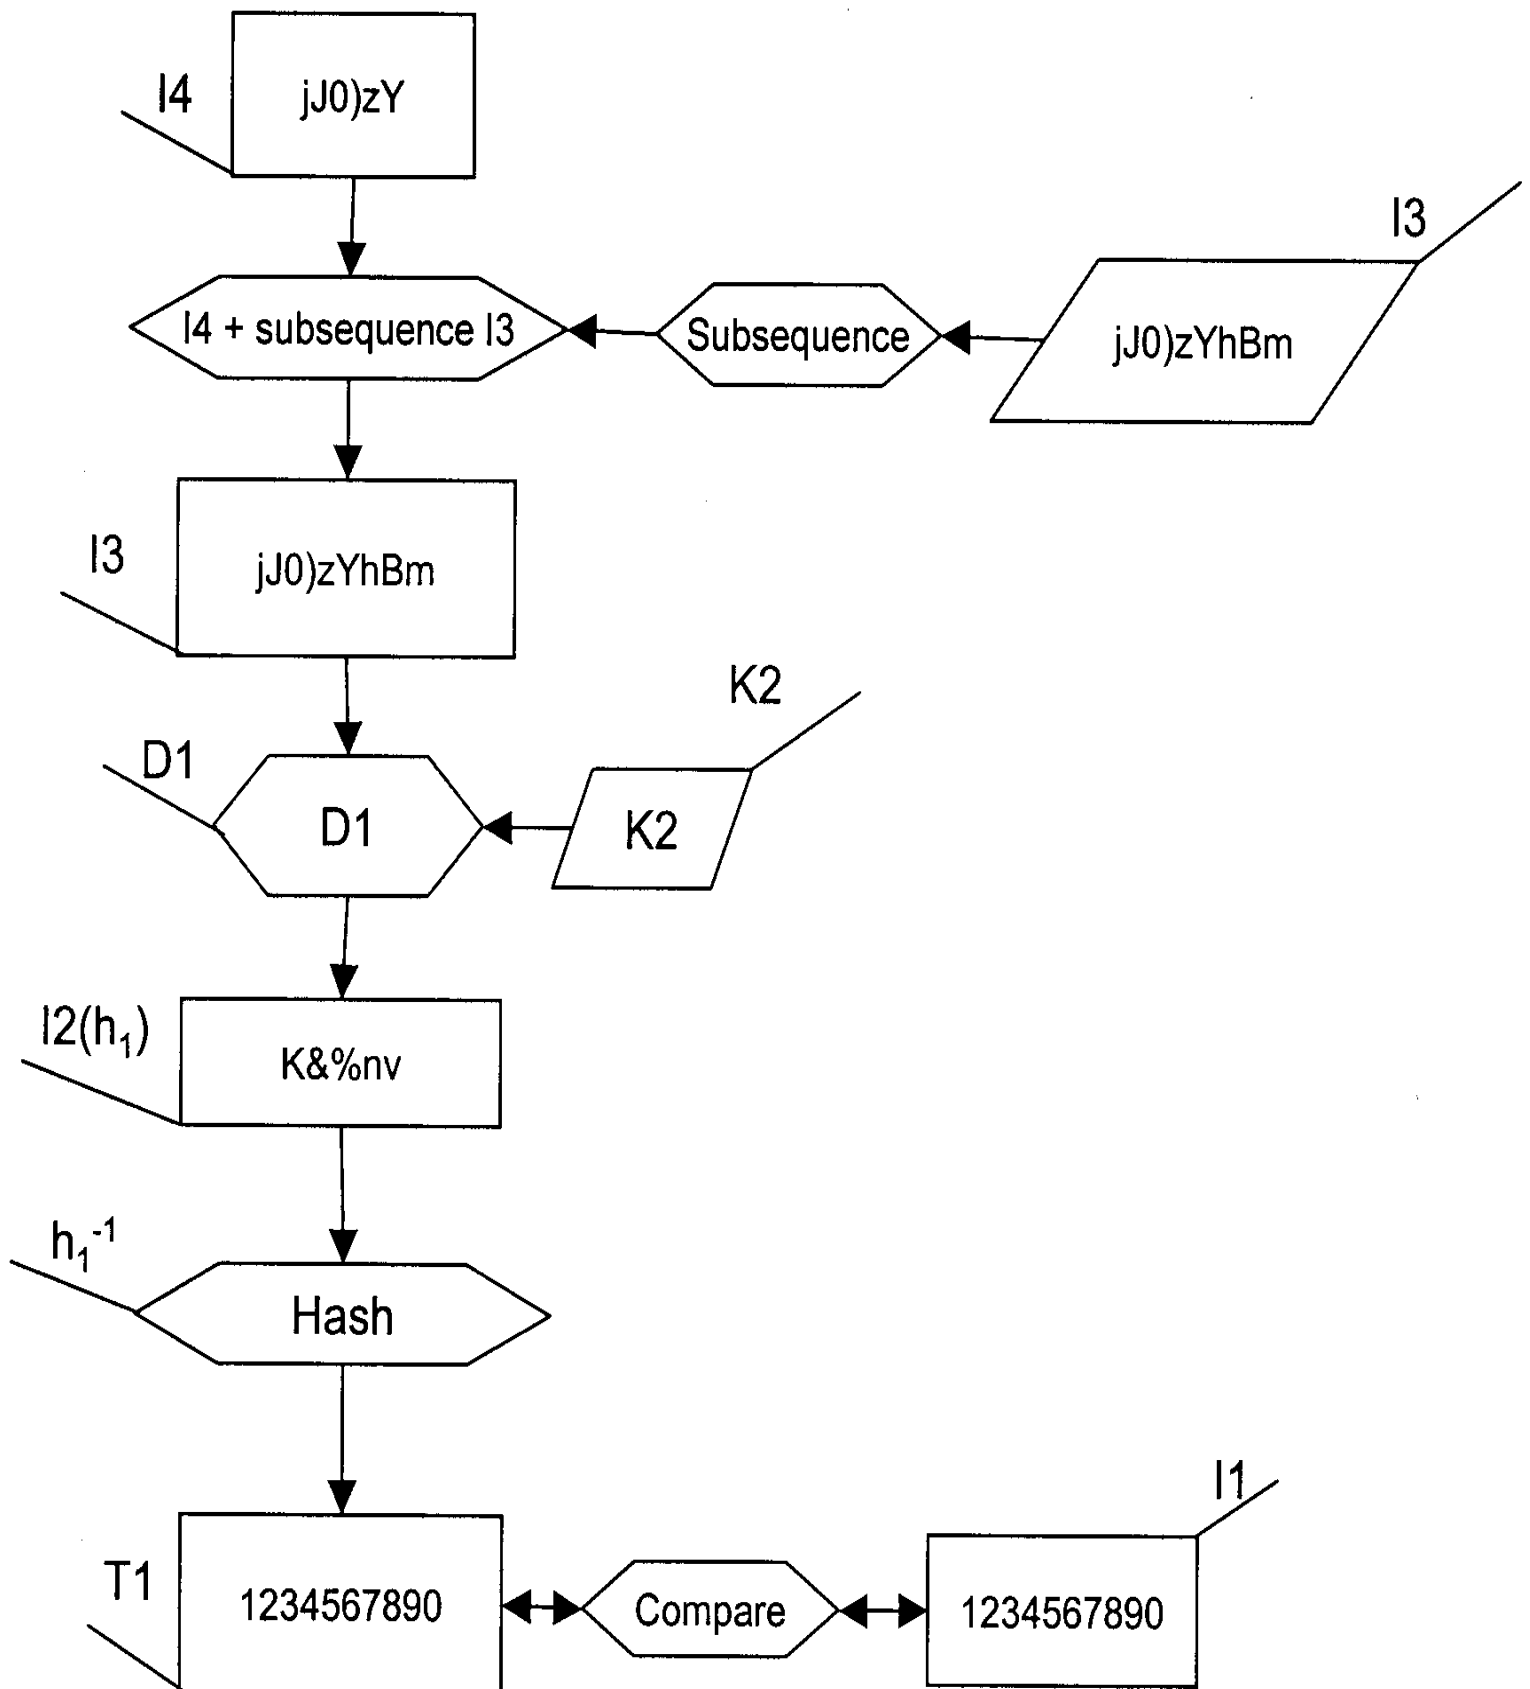 I4
jJ0)zY
I3
I4 + subsequence I3
Subsequence
jJ0)zYhBm
I3
jJ0)zYhBm
K2
D1
D1
K2
I2(h₁)
K&%nv
h₁⁻¹
Hash
I1
T1
1234567890
Compare
1234567890